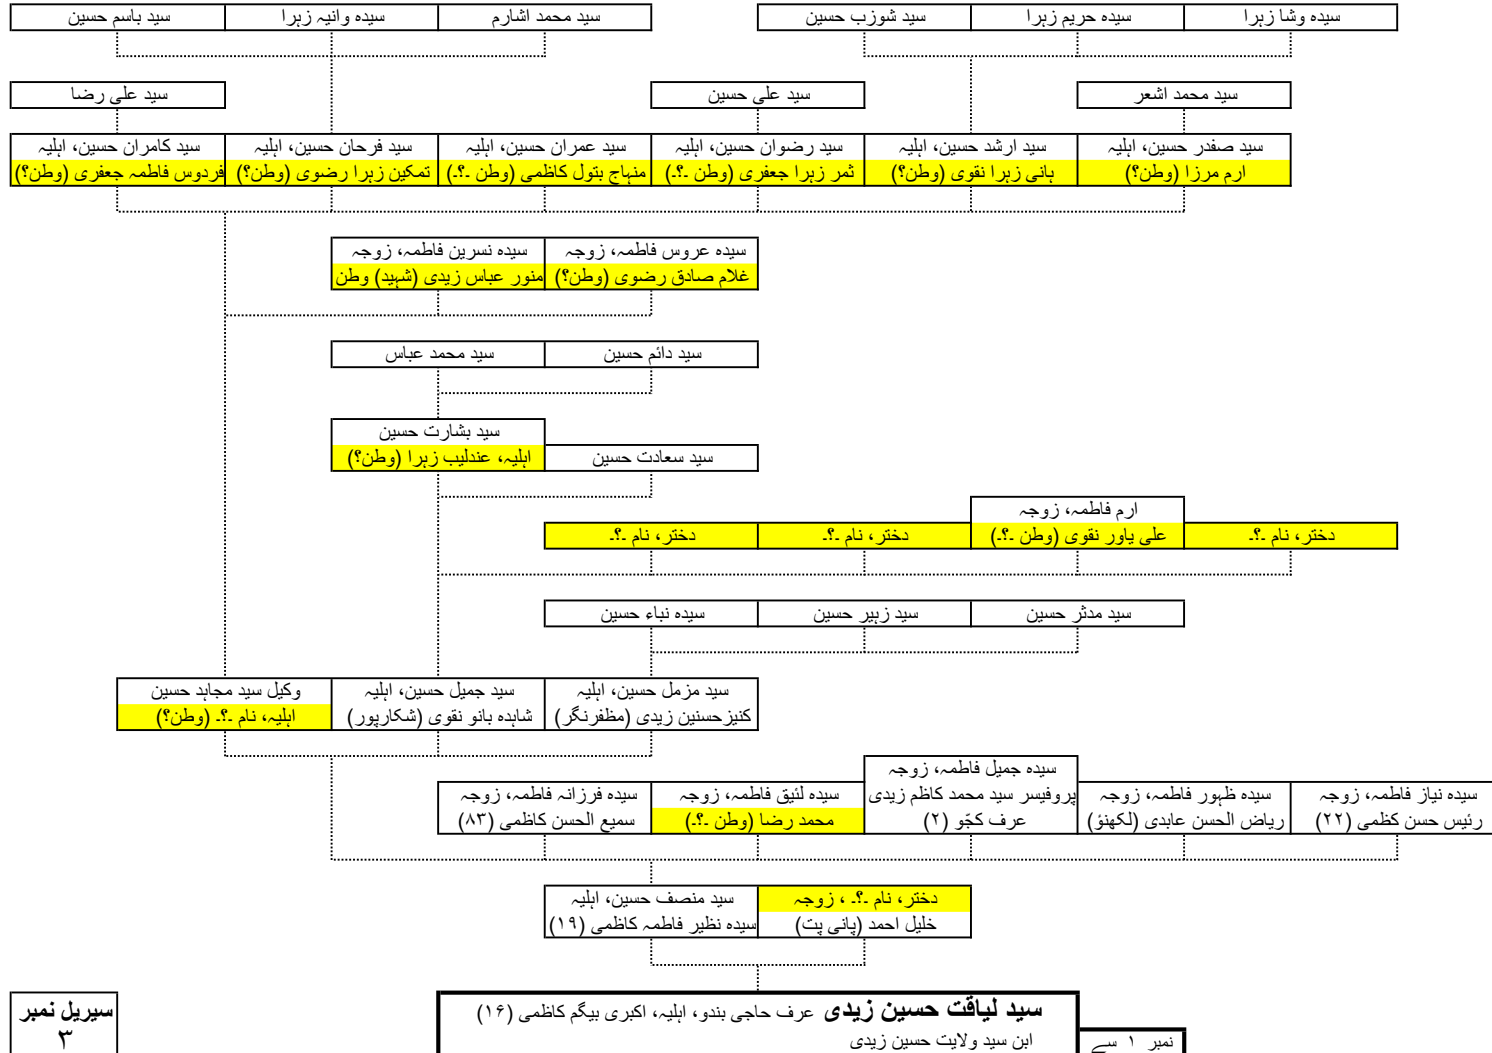 سید باسم حسین
سیدہ وانیہ زہرا
سید محمد اشارم
سید شوزب حسین
سیدہ حریم زہرا
سیدہ وشا زہرا
سید علی رضا
سید علی حسین
سید محمد اشعر
سید کامران حسین، اہلیہ
فردوس فاطمہ جعفری (وطن؟)
سید فرحان حسین، اہلیہ
تمکین زہرا رضوی (وطن؟)
سید عمران حسین، اہلیہ
منہاج بتول کاظمی (وطن ۔؟۔)
سید رضوان حسین، اہلیہ
ثمر زہرا جعفری (وطن ۔؟۔)
سید ارشد حسین، اہلیہ
ہانی زہرا نقوی (وطن؟)
سید صفدر حسین، اہلیہ
ارم مرزا (وطن؟)
سیدہ نسرین فاطمہ، زوجہ
منور عباس زیدی (شہید) وطن
سیدہ عروس فاطمہ، زوجہ
غلام صادق رضوی (وطن؟)
سید محمد عباس
سید دائم حسین
سید بشارت حسین
اہلیہ، عندلیب زہرا (وطن؟)
سید سعادت حسین
دختر، نام ۔؟۔
دختر، نام ۔؟۔
ارم فاطمہ، زوجہ
علی یاور نقوی (وطن ۔؟۔)
دختر، نام ۔؟۔
سیدہ نباء حسین
سید زہیر حسین
سید مدثر حسین
وکیل سید مجاہد حسین
اہلیہ، نام ۔؟۔ (وطن؟)
سید جمیل حسین، اہلیہ
شاہدہ بانو نقوی (شکارپور)
سید مزمل حسین، اہلیہ
کنیزحسنین زیدی (مظفرنگر)
سیدہ فرزانہ فاطمہ، زوجہ
سمیع الحسن کاظمی (۸۳)
سیدہ لئیق فاطمہ، زوجہ
محمد رضا (وطن ۔؟۔)
سیدہ جمیل فاطمہ، زوجہ
پروفیسر سید محمد کاظم زیدی
عرف کجّو (۲)
سیدہ ظہور فاطمہ، زوجہ
ریاض الحسن عابدی (لکھنؤ)
سیدہ نیاز فاطمہ، زوجہ
رئیس حسن کظمی (۲۲)
سید منصف حسین، اہلیہ
سیدہ نظیر فاطمہ کاظمی (۱۹)
دختر، نام ۔؟۔ ، زوجہ
خلیل احمد (پانی پت)
سید لیاقت حسین زیدی عرف حاجی بندو، اہلیہ، اکبری بیگم کاظمی (۱۶)
ابن سید ولایت حسین زیدی
نمبر ۱ سے
سیریل نمبر
۳